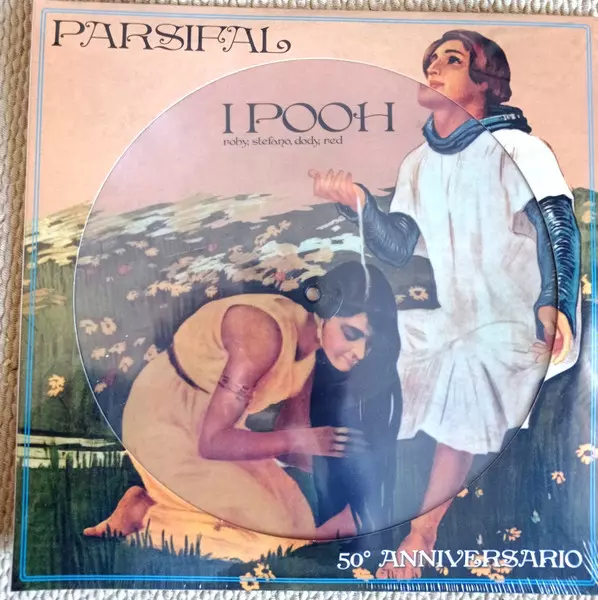 PARSIFAL
I POOH
roby, stefano, dody, red
50° ANNIVERSARIO